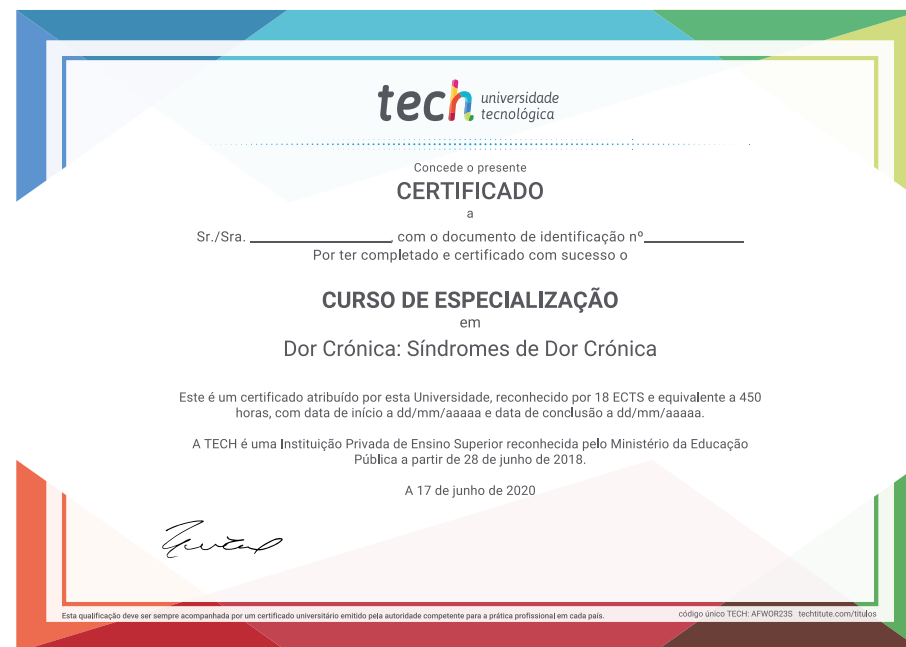 tech universidade
tecnológica
Concede o presente
CERTIFICADO
a
Sr./Sra. ________________, com o documento de identificação nº____________
Por ter completado e certificado com sucesso o
CURSO DE ESPECIALIZAÇÃO
em
Dor Crónica: Síndromes de Dor Crónica
Este é um certificado atribuído por esta Universidade, reconhecido por 18 ECTS e equivalente a 450
horas, com data de início a dd/mm/aaaaa e data de conclusão a dd/mm/aaaaa.
A TECH é uma Instituição Privada de Ensino Superior reconhecida pelo Ministério da Educação
Pública a partir de 28 de junho de 2018.
A 17 de junho de 2020
Esta qualificação deve ser sempre acompanhada por um certificado universitário emitido pela autoridade competente para a prática profissional em cada país.
código único TECH: AFWOR23S techtitute.com/titulos